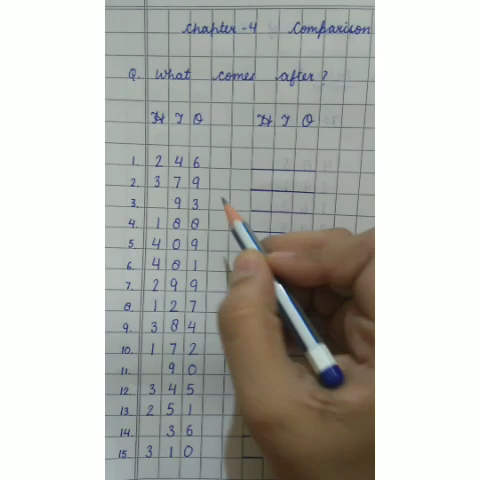 Chapter-4 Comparison
Q. What comes after?
H T O H T O
1. 2 4 6
2. 3 7 9
3. 9 3
4. 1 8 8
5. 4 0 9
6. 4 8 1
7. 2 9 9
8. 1 2 7
9. 3 8 4
10. 1 7 2
11. 9 0
12. 3 4 5
13. 2 5 1
14. 3 6
15. 3 1 0